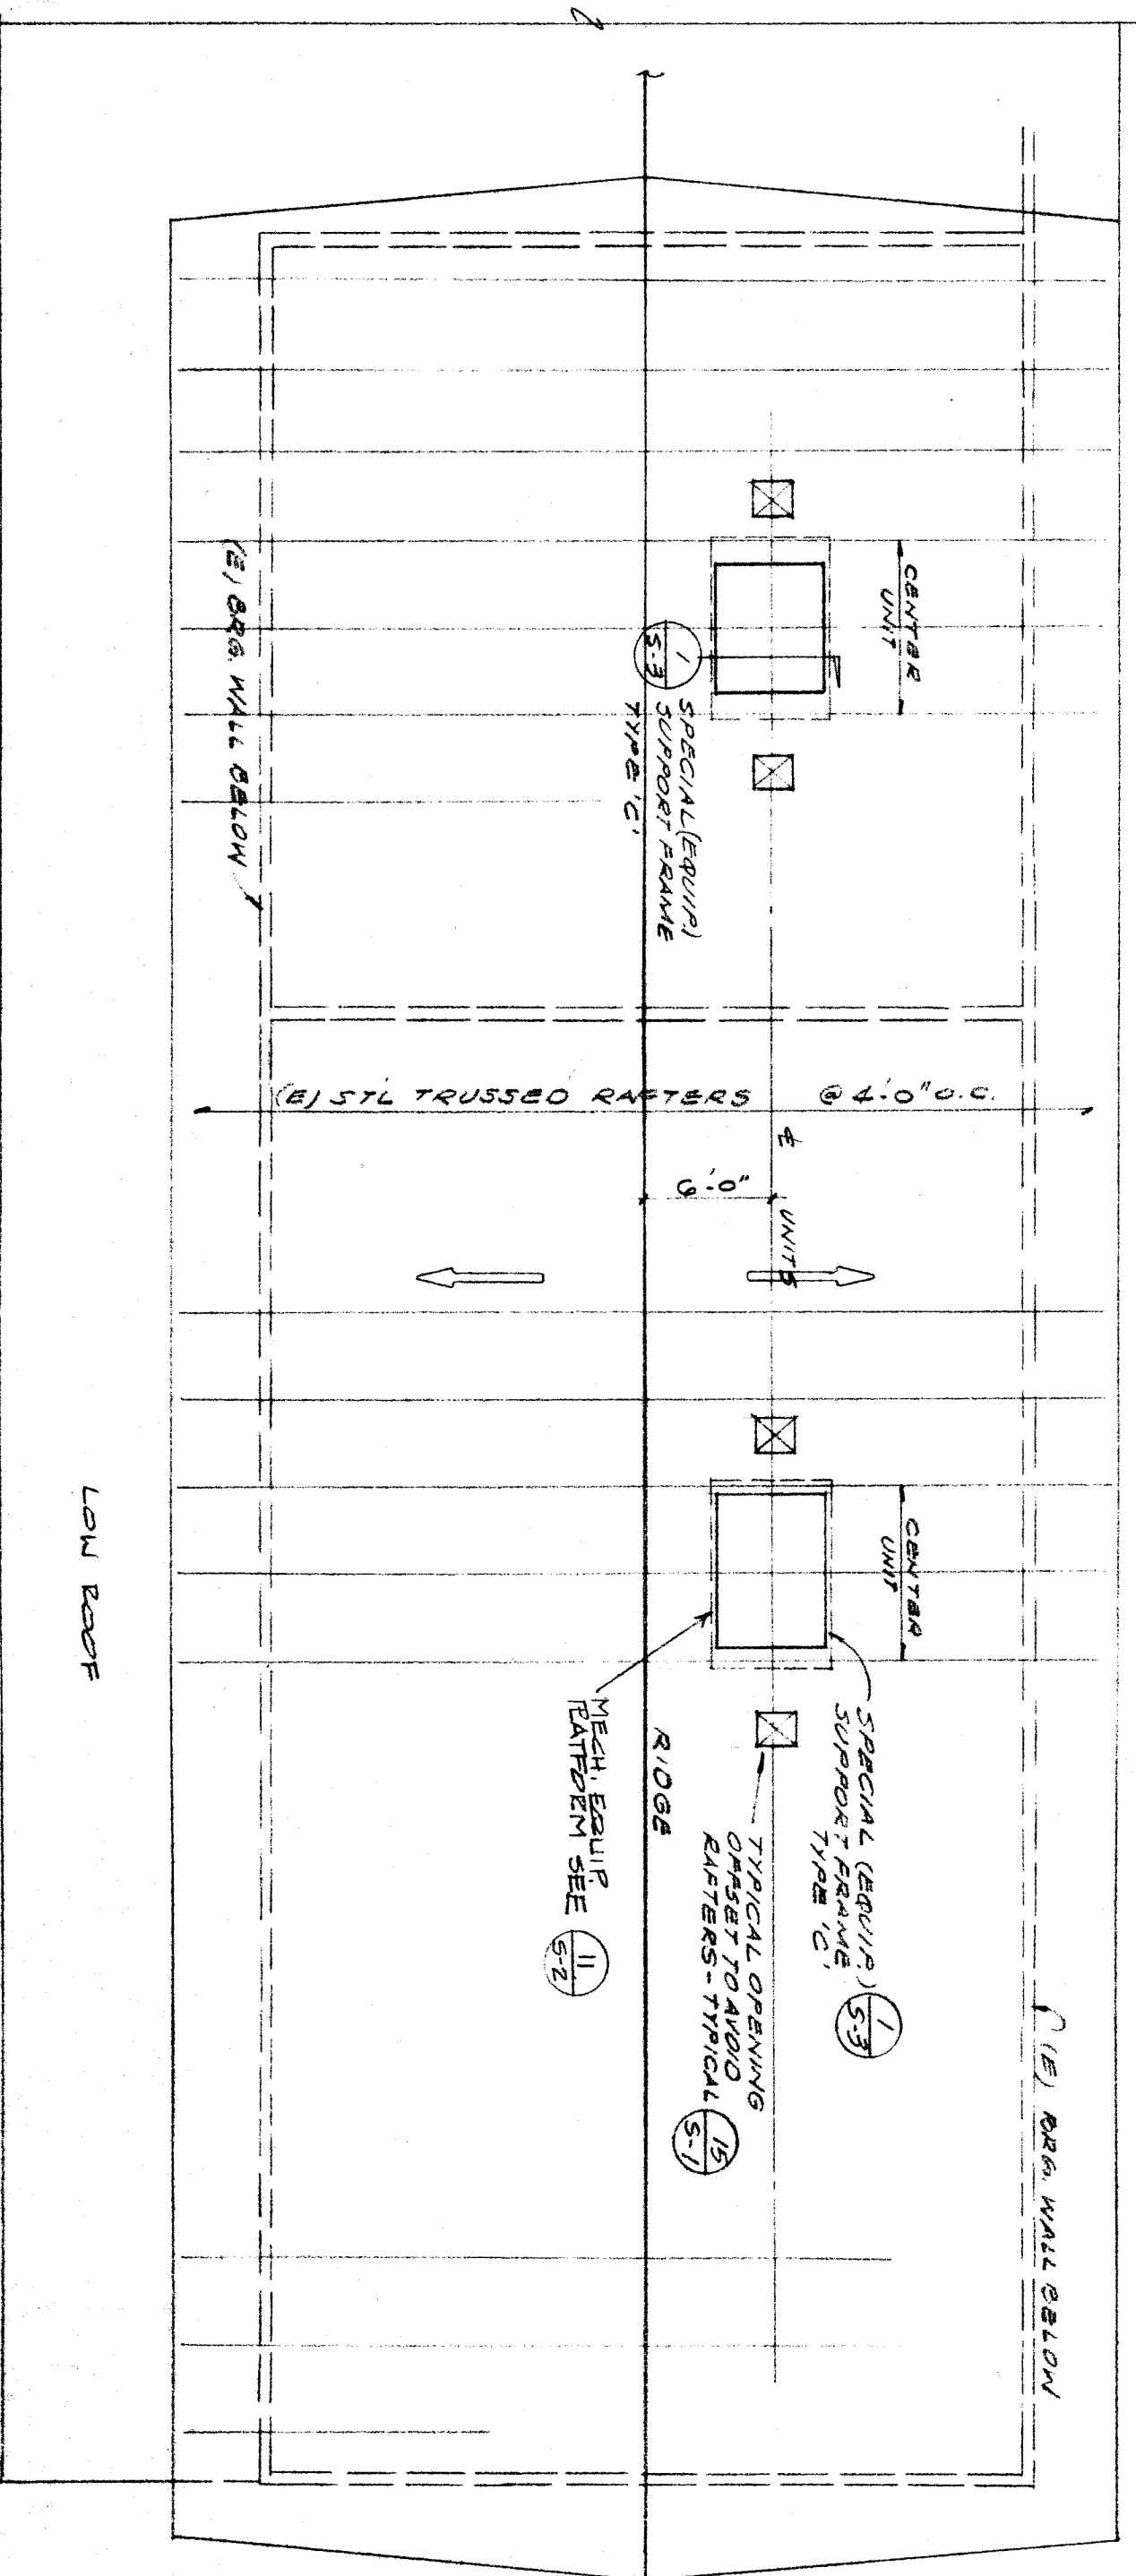 CENTER
UNIT
1
S-3
SPECIAL (EQUIP.)
SUPPORT FRAME
TYPE 'C'
(E) BRG. WALL BELOW
(E) STL TRUSSED RAFTERS @ 4'-0" O.C.
℄ UNITS
6'-0"
CENTER
UNIT
SPECIAL (EQUIP.)
SUPPORT FRAME
TYPE 'C'
1
S-3
TYPICAL OPENING
OFFSET TO AVOID
RAFTERS - TYPICAL
15
S-1
RIDGE
MECH. EQUIP.
PLATFORM SEE
11
S-2
(E) BRG. WALL BELOW
LOW ROOF